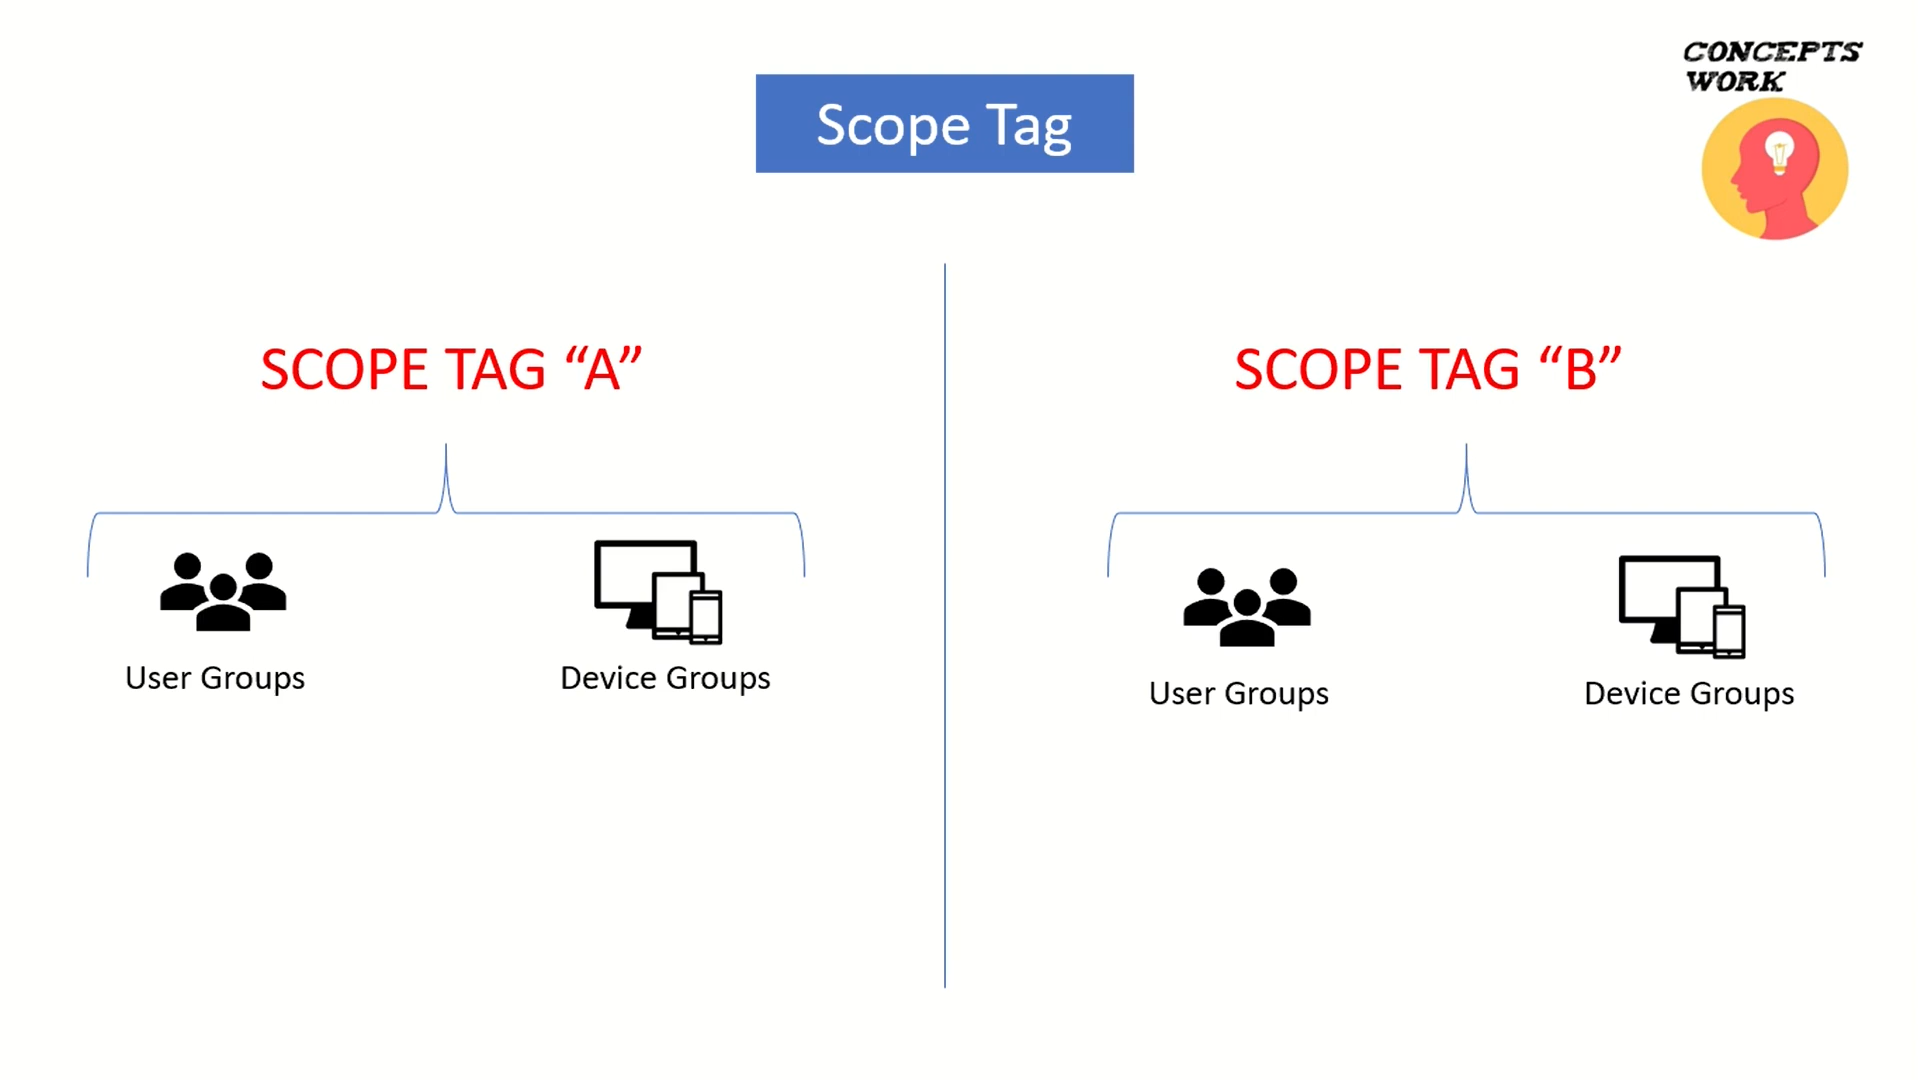 CONCEPTS
WORK
Scope Tag
SCOPE TAG “A”
SCOPE TAG “B”
User Groups
Device Groups
User Groups
Device Groups